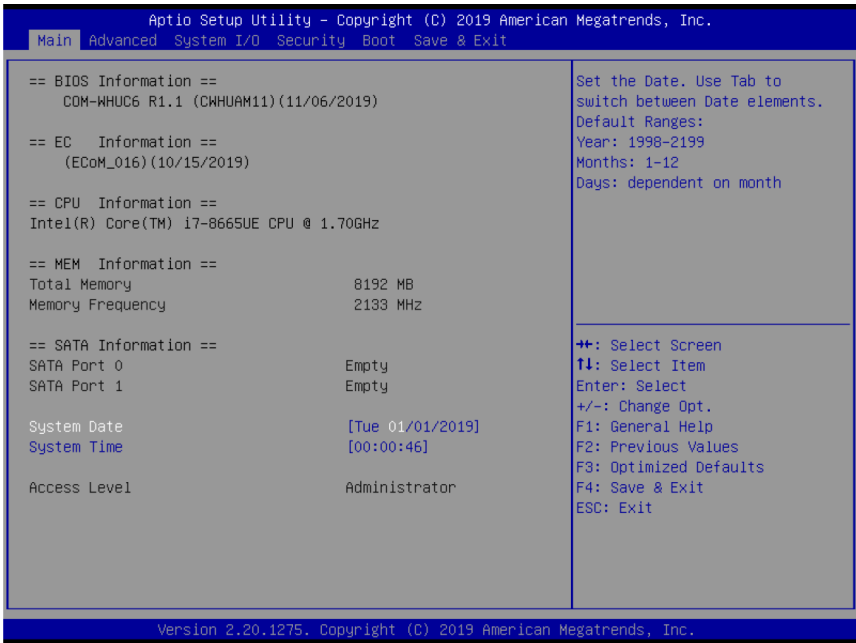 Aptio Setup Utility – Copyright (C) 2019 American Megatrends, Inc.
Main Advanced System I/O Security Boot Save & Exit
== BIOS Information ==
COM-WHUC6 R1.1 (CWHUAM11)(11/06/2019)
== EC Information ==
(ECoM_016)(10/15/2019)
== CPU Information ==
Intel(R) Core(TM) i7-8665UE CPU @ 1.70GHz
== MEM Information ==
Total Memory 8192 MB
Memory Frequency 2133 MHz
== SATA Information ==
SATA Port 0 Empty
SATA Port 1 Empty
System Date [Tue 01/01/2019]
System Time [00:00:46]
Access Level Administrator
Set the Date. Use Tab to
switch between Date elements.
Default Ranges:
Year: 1998-2199
Months: 1-12
Days: dependent on month
→←: Select Screen
↑↓: Select Item
Enter: Select
+/-: Change Opt.
F1: General Help
F2: Previous Values
F3: Optimized Defaults
F4: Save & Exit
ESC: Exit
Version 2.20.1275. Copyright (C) 2019 American Megatrends, Inc.